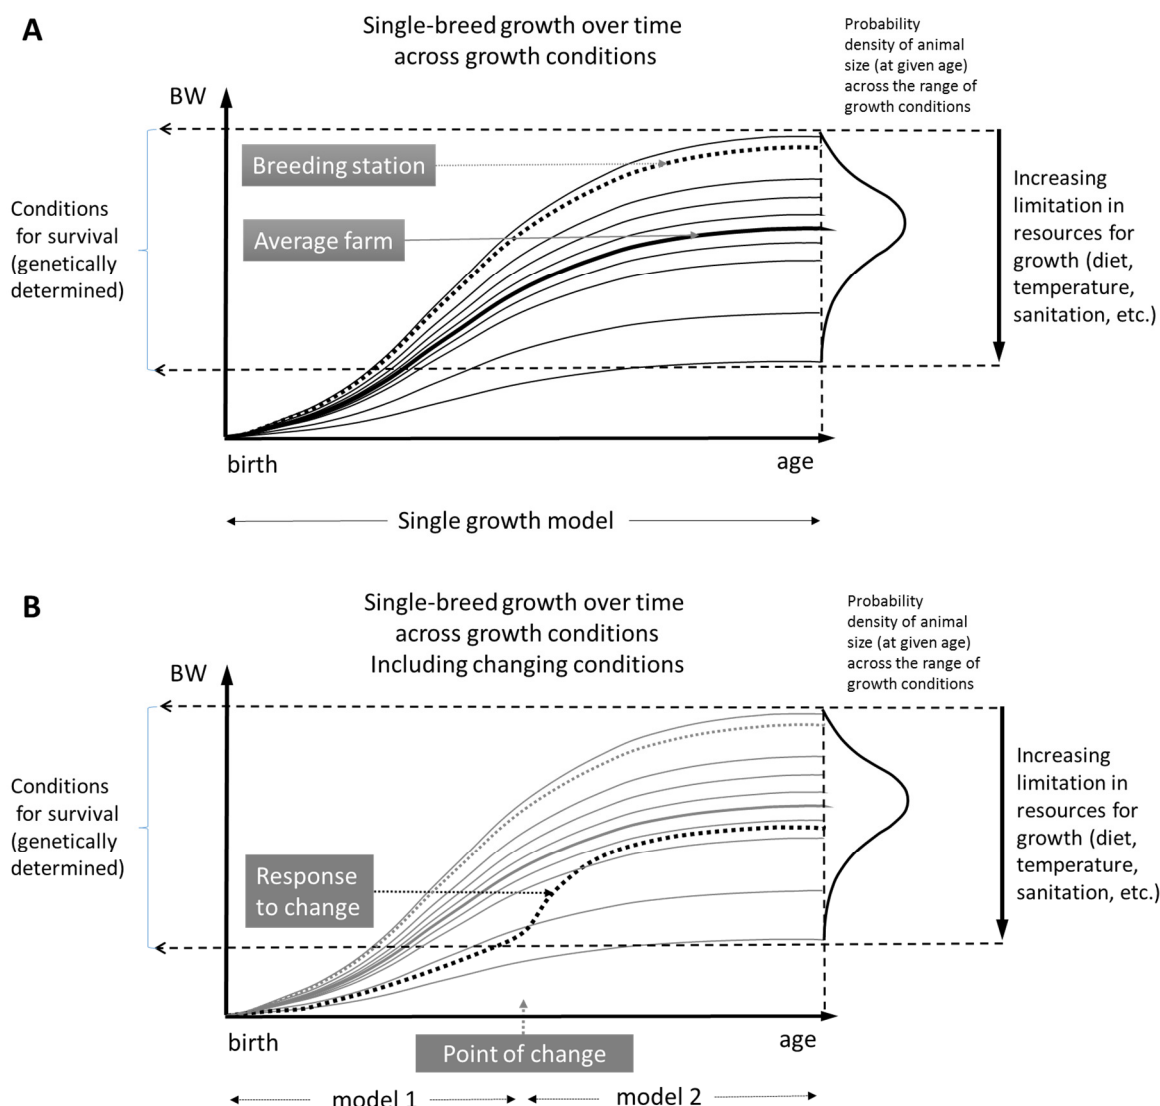 A
Single-breed growth over time
across growth conditions
Probability
density of animal
size (at given age)
across the range of
growth conditions
BW
Breeding station
Average farm
Conditions
for survival
(genetically
determined)
Increasing
limitation in
resources for
growth (diet,
temperature,
sanitation, etc.)
birth
age
Single growth model
B
Single-breed growth over time
across growth conditions
Including changing conditions
Probability
density of animal
size (at given age)
across the range of
growth conditions
BW
Conditions
for survival
(genetically
determined)
Response
to change
Increasing
limitation in
resources for
growth (diet,
temperature,
sanitation, etc.)
birth
age
Point of change
model 1
model 2